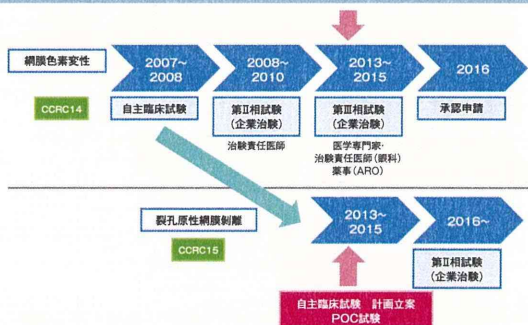 網膜色素変性
2007~
2008
2008~
2010
2013~
2015
2016
CCRC14
自主臨床試験
第Ⅱ相試験
(企業治験)
治験責任医師
第Ⅲ相試験
(企業治験)
医学専門家・
治験責任医師(眼科)
薬事(ARO)
承認申請
裂孔原性網膜剥離
CCRC15
2013~
2015
2016~
第Ⅱ相試験
(企業治験)
自主臨床試験 計画立案
POC試験